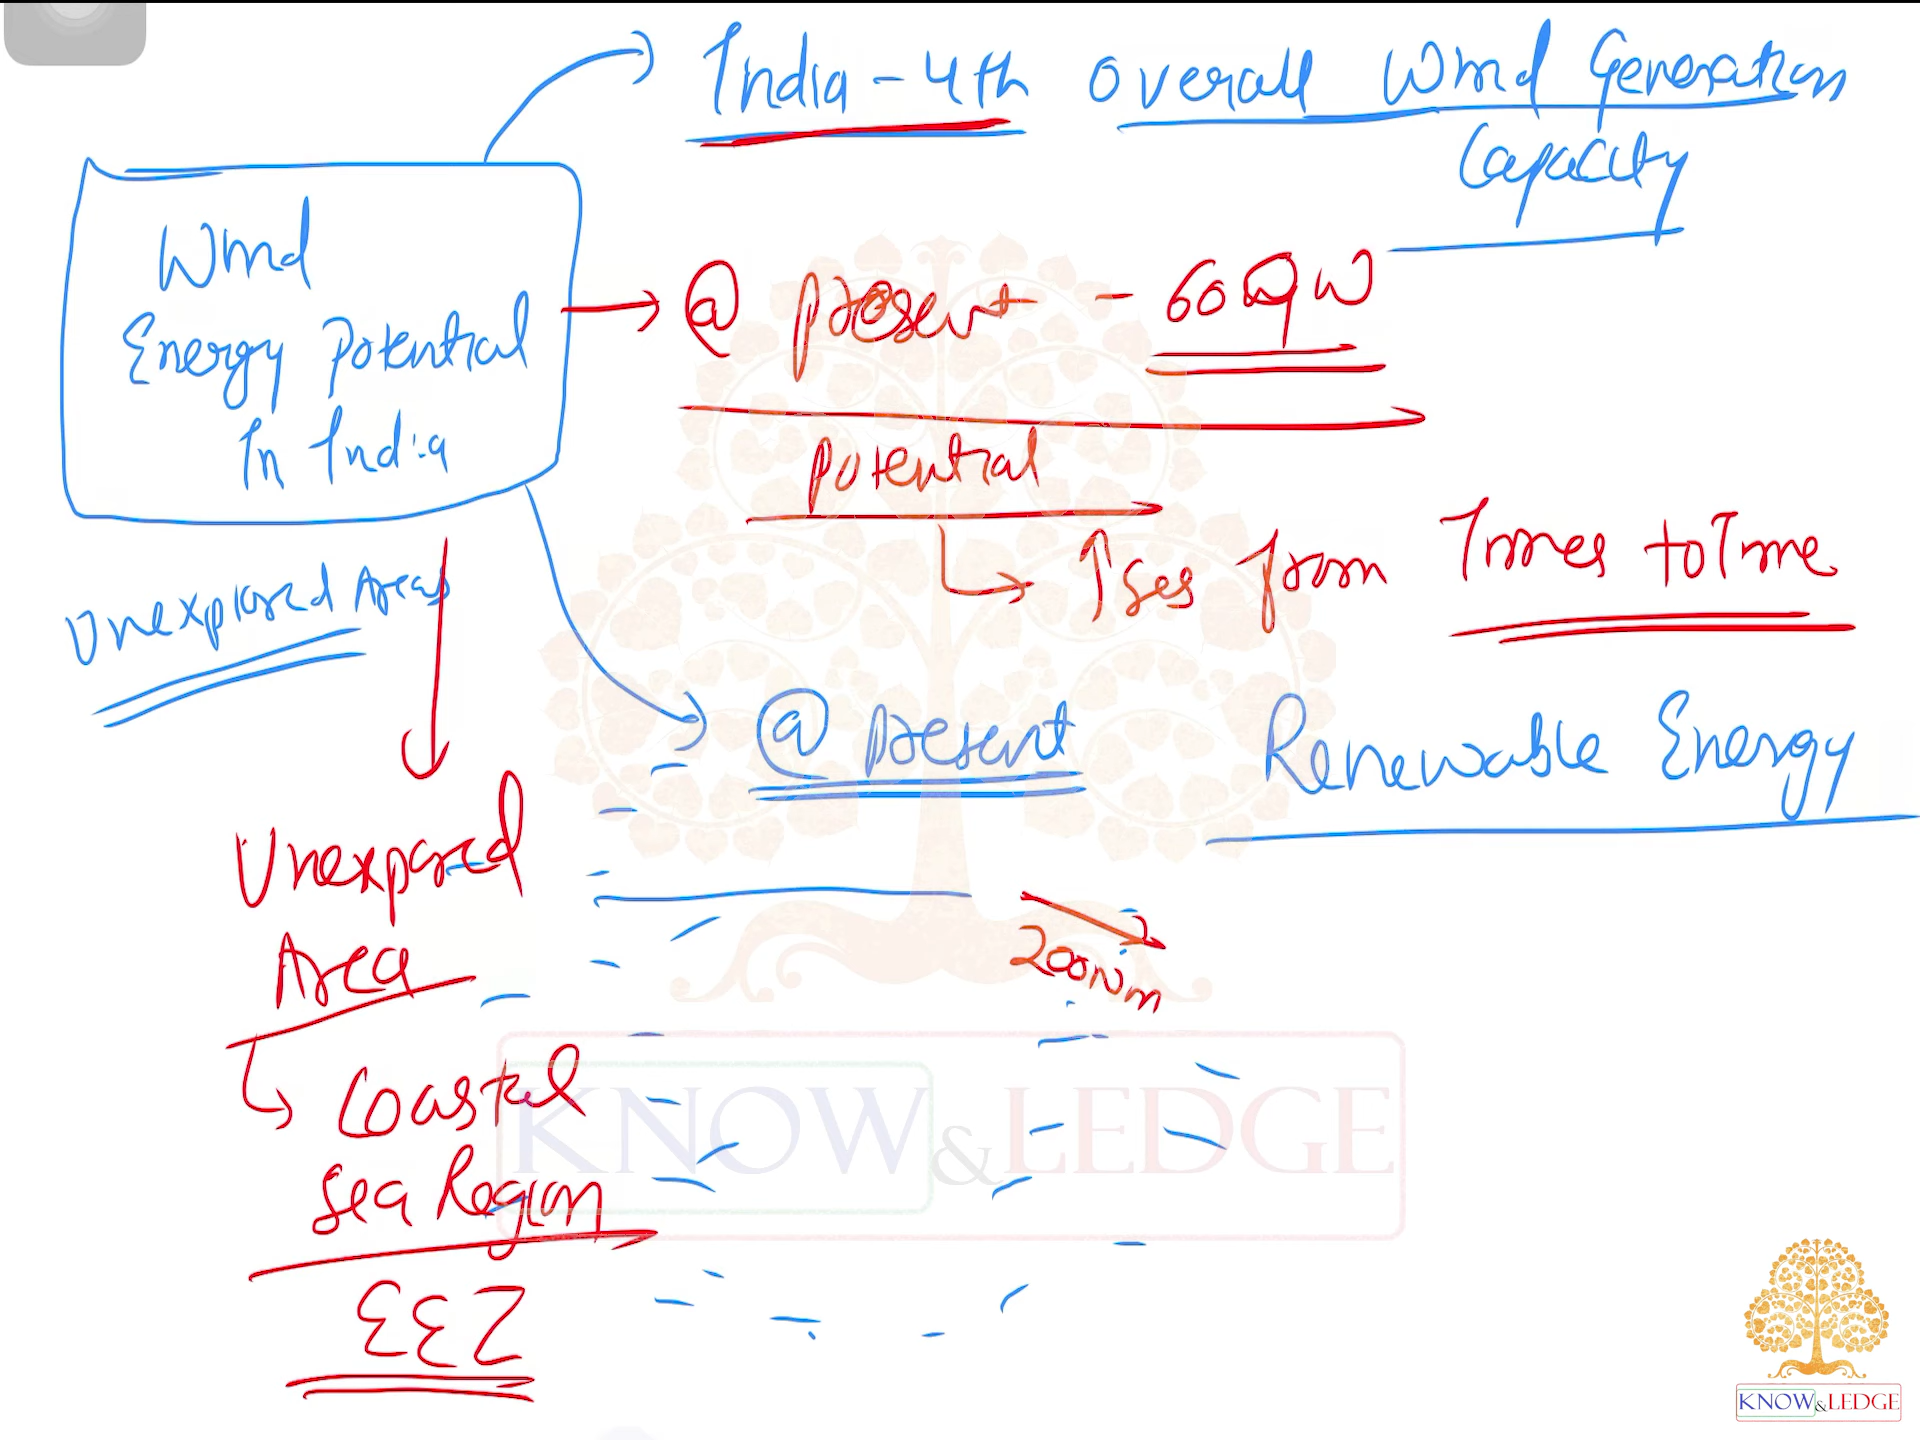 India - 4th Overall Wind Generation
Capacity
Wind
Energy Potential
In India
@ present - 60 GW
Potential
↑ses from Times to Time
Unexplored Areas
@ present Renewable Energy
Unexpored
Area
200Nm
Coastal
Sea Region
EEZ
KNOW&LEDGE
KNOW&LEDGE